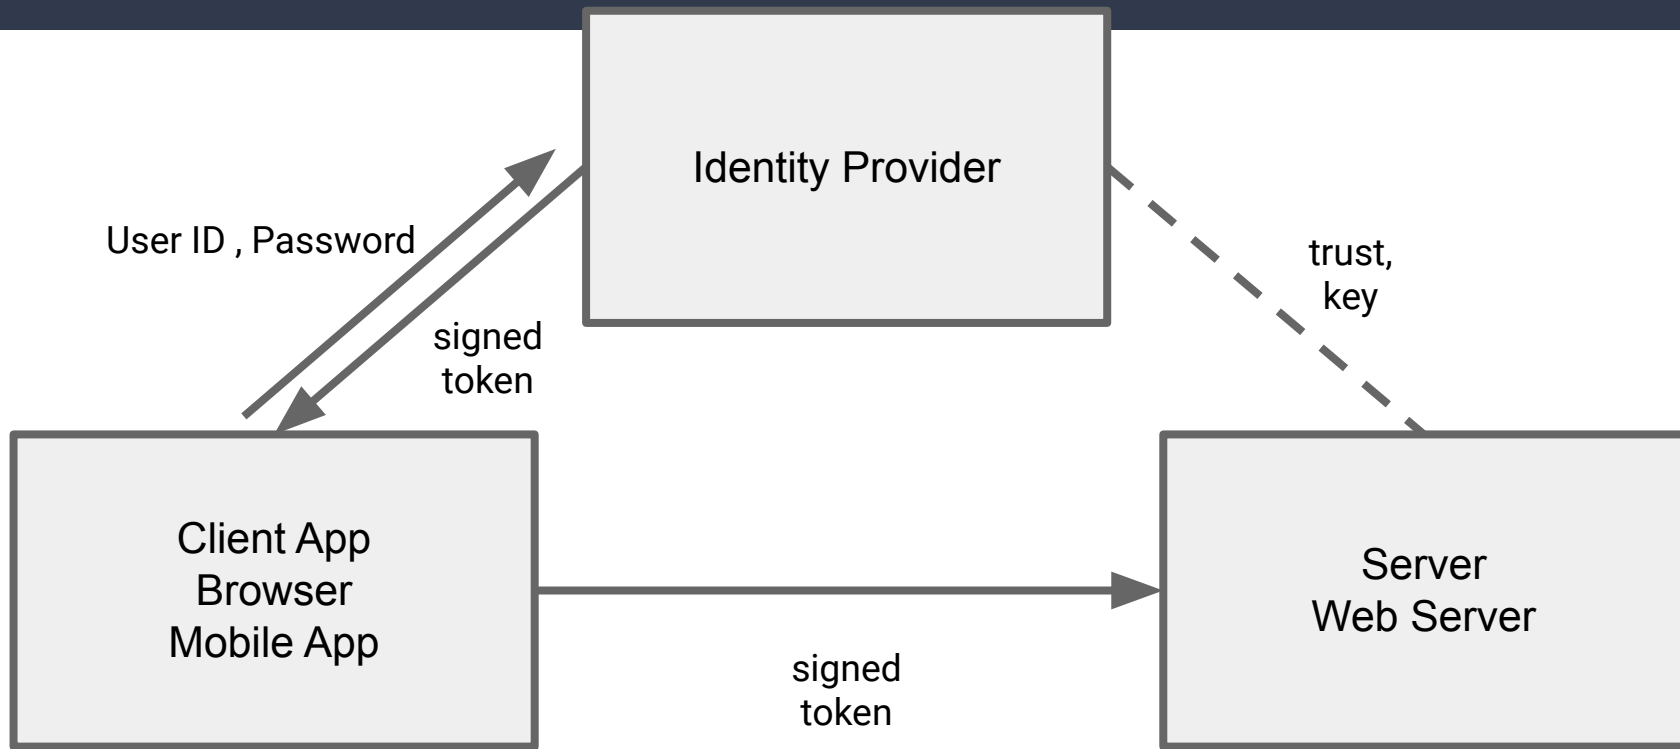 Identity Provider
User ID , Password
trust,
key
signed
token
Client App
Browser
Mobile App
Server
Web Server
signed
token